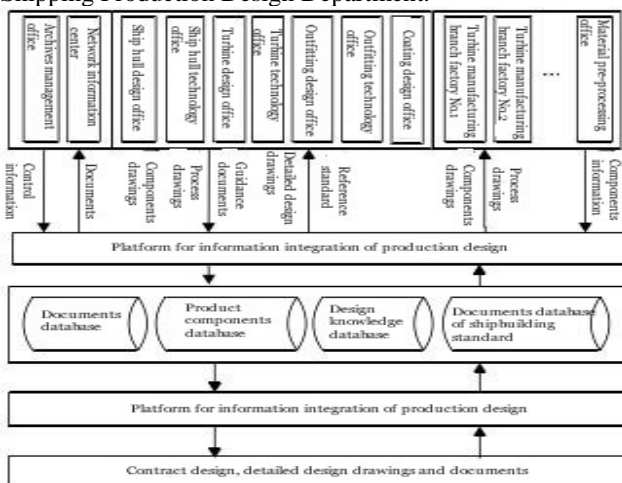 Shipping Production Design Department.
Archives management
office
Network information
center
Ship hull design office
Ship hull technology
office
Turbine design office
Turbine technology
office
Outfitting design office
Outfitting technology
office
Coating design office
Turbine manufacturing
branch factory No.1
Turbine manufacturing
branch factory No.2
...
Material pre-processing
office
Control
information
Documents
Components
drawings
Process
drawings
Guidance
documents
Detailed design
drawings
Reference
standard
Components
drawings
Process
drawings
Components
information
Platform for information integration of production design
Documents
database
Product
components
database
Design
knowledge
database
Documents database
of shipbuilding
standard
Platform for information integration of production design
Contract design, detailed design drawings and documents